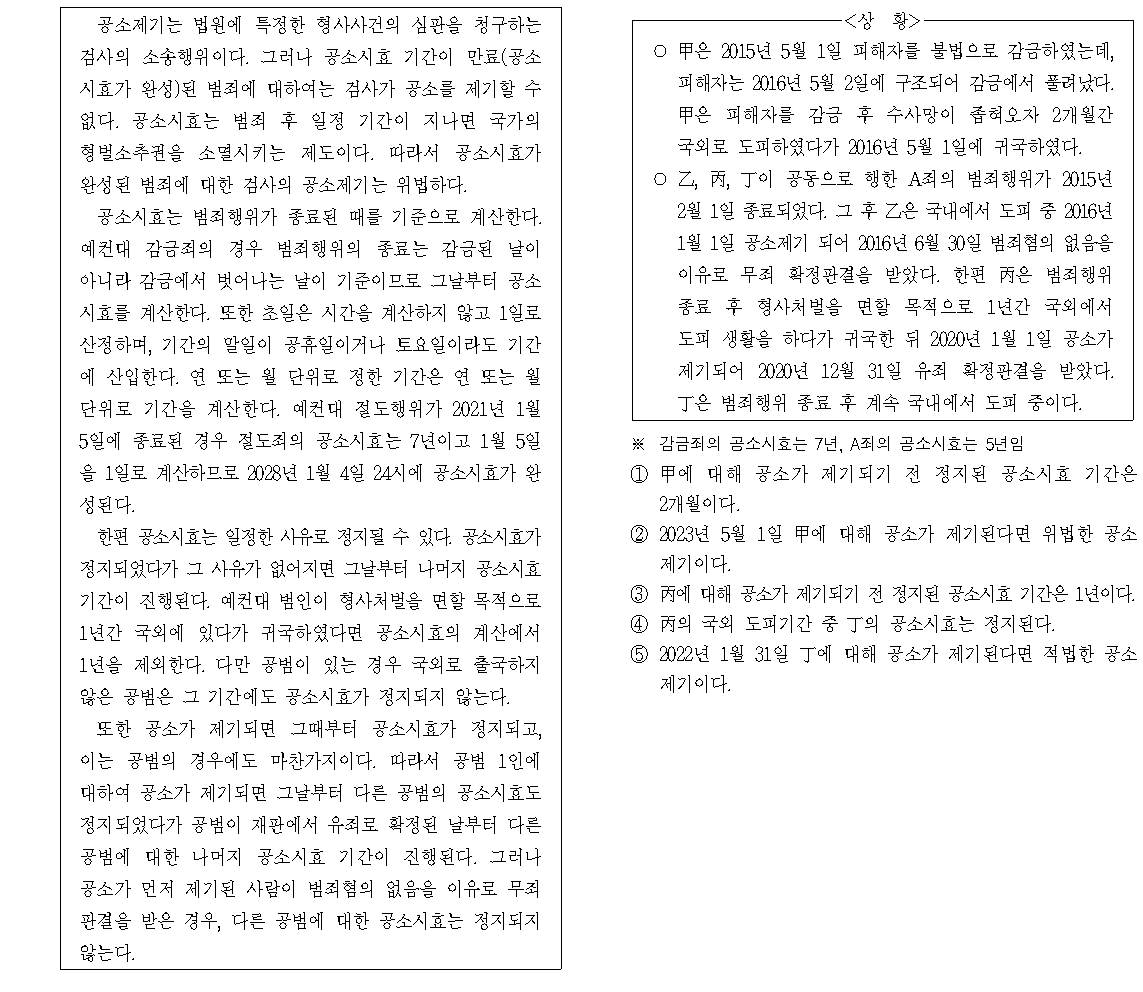 공소제기는 법원에 특정한 형사사건의 심판을 청구하는
검사의 소송행위이다. 그러나 공소시효 기간이 만료(공소
시효가 완성)된 범죄에 대하여는 검사가 공소를 제기할 수
없다. 공소시효는 범죄 후 일정 기간이 지나면 국가의
형벌소추권을 소멸시키는 제도이다. 따라서 공소시효가
완성된 범죄에 대한 검사의 공소제기는 위법하다.
공소시효는 범죄행위가 종료된 때를 기준으로 계산한다.
예컨대 감금죄의 경우 범죄행위의 종료는 감금된 날이
아니라 감금에서 벗어나는 날이 기준이므로 그날부터 공소
시효를 계산한다. 또한 초일은 시간을 계산하지 않고 1일로
산정하며, 기간의 말일이 공휴일이거나 토요일이라도 기간
에 산입한다. 연 또는 월 단위로 정한 기간은 연 또는 월
단위로 기간을 계산한다. 예컨대 절도행위가 2021년 1월
5일에 종료된 경우 절도죄의 공소시효는 7년이고 1월 5일
을 1일로 계산하므로 2028년 1월 4일 24시에 공소시효가 완
성된다.
한편 공소시효는 일정한 사유로 정지될 수 있다. 공소시효가
정지되었다가 그 사유가 없어지면 그날부터 나머지 공소시효
기간이 진행된다. 예컨대 범인이 형사처벌을 면할 목적으로
1년간 국외에 있다가 귀국하였다면 공소시효의 계산에서
1년을 제외한다. 다만 공범이 있는 경우 국외로 출국하지
않은 공범은 그 기간에도 공소시효가 정지되지 않는다.
또한 공소가 제기되면 그때부터 공소시효가 정지되고,
이는 공범의 경우에도 마찬가지이다. 따라서 공범 1인에
대하여 공소가 제기되면 그날부터 다른 공범의 공소시효도
정지되었다가 공범이 재판에서 유죄로 확정된 날부터 다른
공범에 대한 나머지 공소시효 기간이 진행된다. 그러나
공소가 먼저 제기된 사람이 범죄혐의 없음을 이유로 무죄
판결을 받은 경우, 다른 공범에 대한 공소시효는 정지되지
않는다.
<상 황>
○ 甲은 2015년 5월 1일 피해자를 불법으로 감금하였는데,
피해자는 2016년 5월 2일에 구조되어 감금에서 풀려났다.
甲은 피해자를 감금 후 수사망이 좁혀오자 2개월간
국외로 도피하였다가 2016년 5월 1일에 귀국하였다.
○ 乙, 丙, 丁이 공동으로 행한 A죄의 범죄행위가 2015년
2월 1일 종료되었다. 그 후 乙은 국내에서 도피 중 2016년
1월 1일 공소제기 되어 2016년 6월 30일 범죄혐의 없음을
이유로 무죄 확정판결을 받았다. 한편 丙은 범죄행위
종료 후 형사처벌을 면할 목적으로 1년간 국외에서
도피 생활을 하다가 귀국한 뒤 2020년 1월 1일 공소가
제기되어 2020년 12월 31일 유죄 확정판결을 받았다.
丁은 범죄행위 종료 후 계속 국내에서 도피 중이다.
※ 감금죄의 공소시효는 7년, A죄의 공소시효는 5년임
① 甲에 대해 공소가 제기되기 전 정지된 공소시효 기간은
2개월이다.
② 2023년 5월 1일 甲에 대해 공소가 제기된다면 위법한 공소
제기이다.
③ 丙에 대해 공소가 제기되기 전 정지된 공소시효 기간은 1년이다.
④ 丙의 국외 도피기간 중 丁의 공소시효는 정지된다.
⑤ 2022년 1월 31일 丁에 대해 공소가 제기된다면 적법한 공소
제기이다.